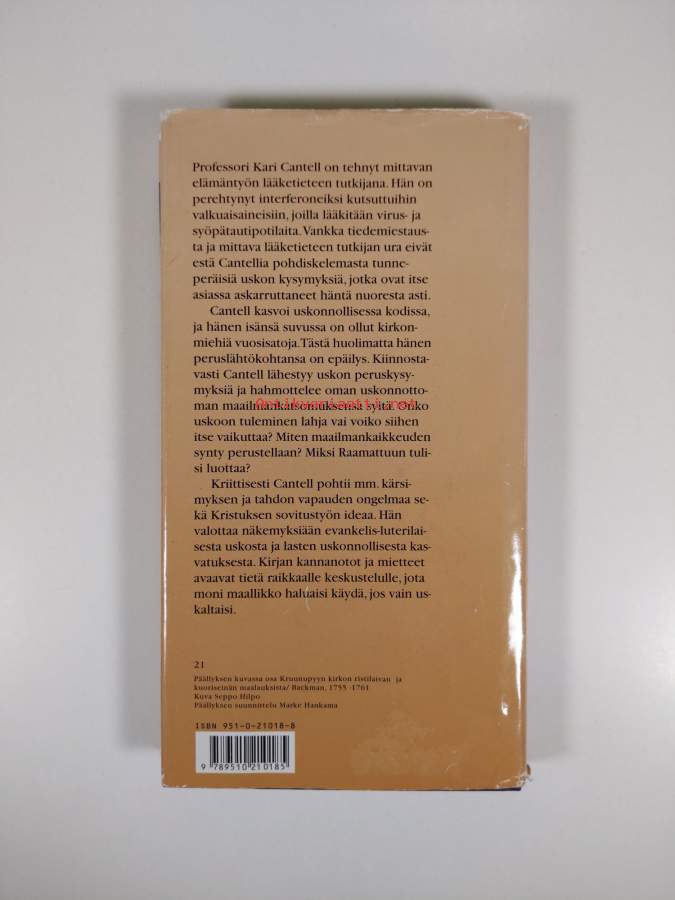 Professori Kari Cantell on tehnyt mittavan
elämäntyön lääketieteen tutkijana. Hän on
perehtynyt interferoneiksi kutsuttuihin
valkuaisaineisiin, joilla lääkitään virus- ja
syöpätautipotilaita. Vankka tiedemiestaus-
ta ja mittava lääketieteen tutkijan ura eivät
estä Cantellia pohdiskelemasta tunne-
peräisiä uskon kysymyksiä, jotka ovat itse
asiassa askarruttaneet häntä nuoresta asti.
Cantell kasvoi uskonnollisessa kodissa,
ja hänen isänsä suvussa on ollut kirkon-
miehiä vuosisatoja. Tästä huolimatta hänen
peruslähtökohtansa on epäily. Kiinnosta-
vasti Cantell lähestyy uskon peruskysy-
myksiä ja hahmottelee oman uskonnotto-
man maailmankatsomuksensa syitä. Onko
Antikvariaatti.net
uskoon tuleminen lahja vai voiko siihen
itse vaikuttaa? Miten maailmankaikkeuden
synty perustellaan? Miksi Raamattuun tuli-
si luottaa?
Kriittisesti Cantell pohtii mm. kärsi-
myksen ja tahdon vapauden ongelmaa se-
kä Kristuksen sovitustyön ideaa. Hän
valottaa näkemyksiään evankelis-luterilai-
sesta uskosta ja lasten uskonnollisesta kas-
vatuksesta. Kirjan kannanotot ja mietteet
avaavat tietä raikkaalle keskustelulle, jota
moni maallikko haluaisi käydä, jos vain us-
kaltaisi.
21
Päällyksen kuvassa osa Kruunupyyn kirkon ristilaivan ja
kuoriseinän maalauksista/ Backman, 1755-1761
Kuva Seppo Hilpo
Päällyksen suunnittelu Marke Hankama
ISBN 951-0-21018-8
9 789510 210185